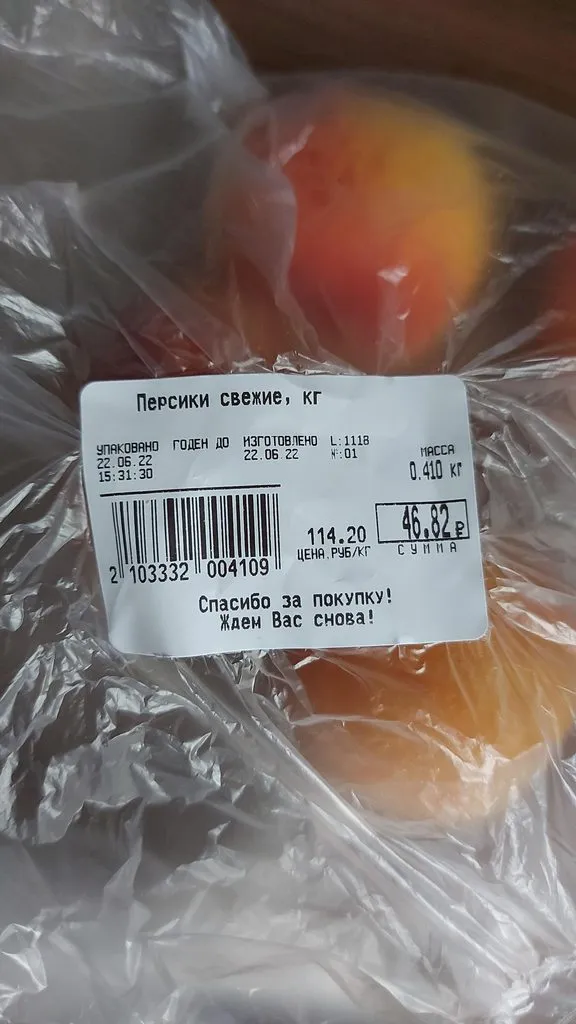 Персики свежие, кг
УПАКОВАНО ГОДЕН ДО ИЗГОТОВЛЕНО L:1118
22.06.22 22.06.22 №:01
15:31:30
МАССА
0.410 кг
114.20
ЦЕНА,РУБ/КГ
46.82 ₽
СУММА
2 103332 004109
Спасибо за покупку!
Ждем Вас снова!